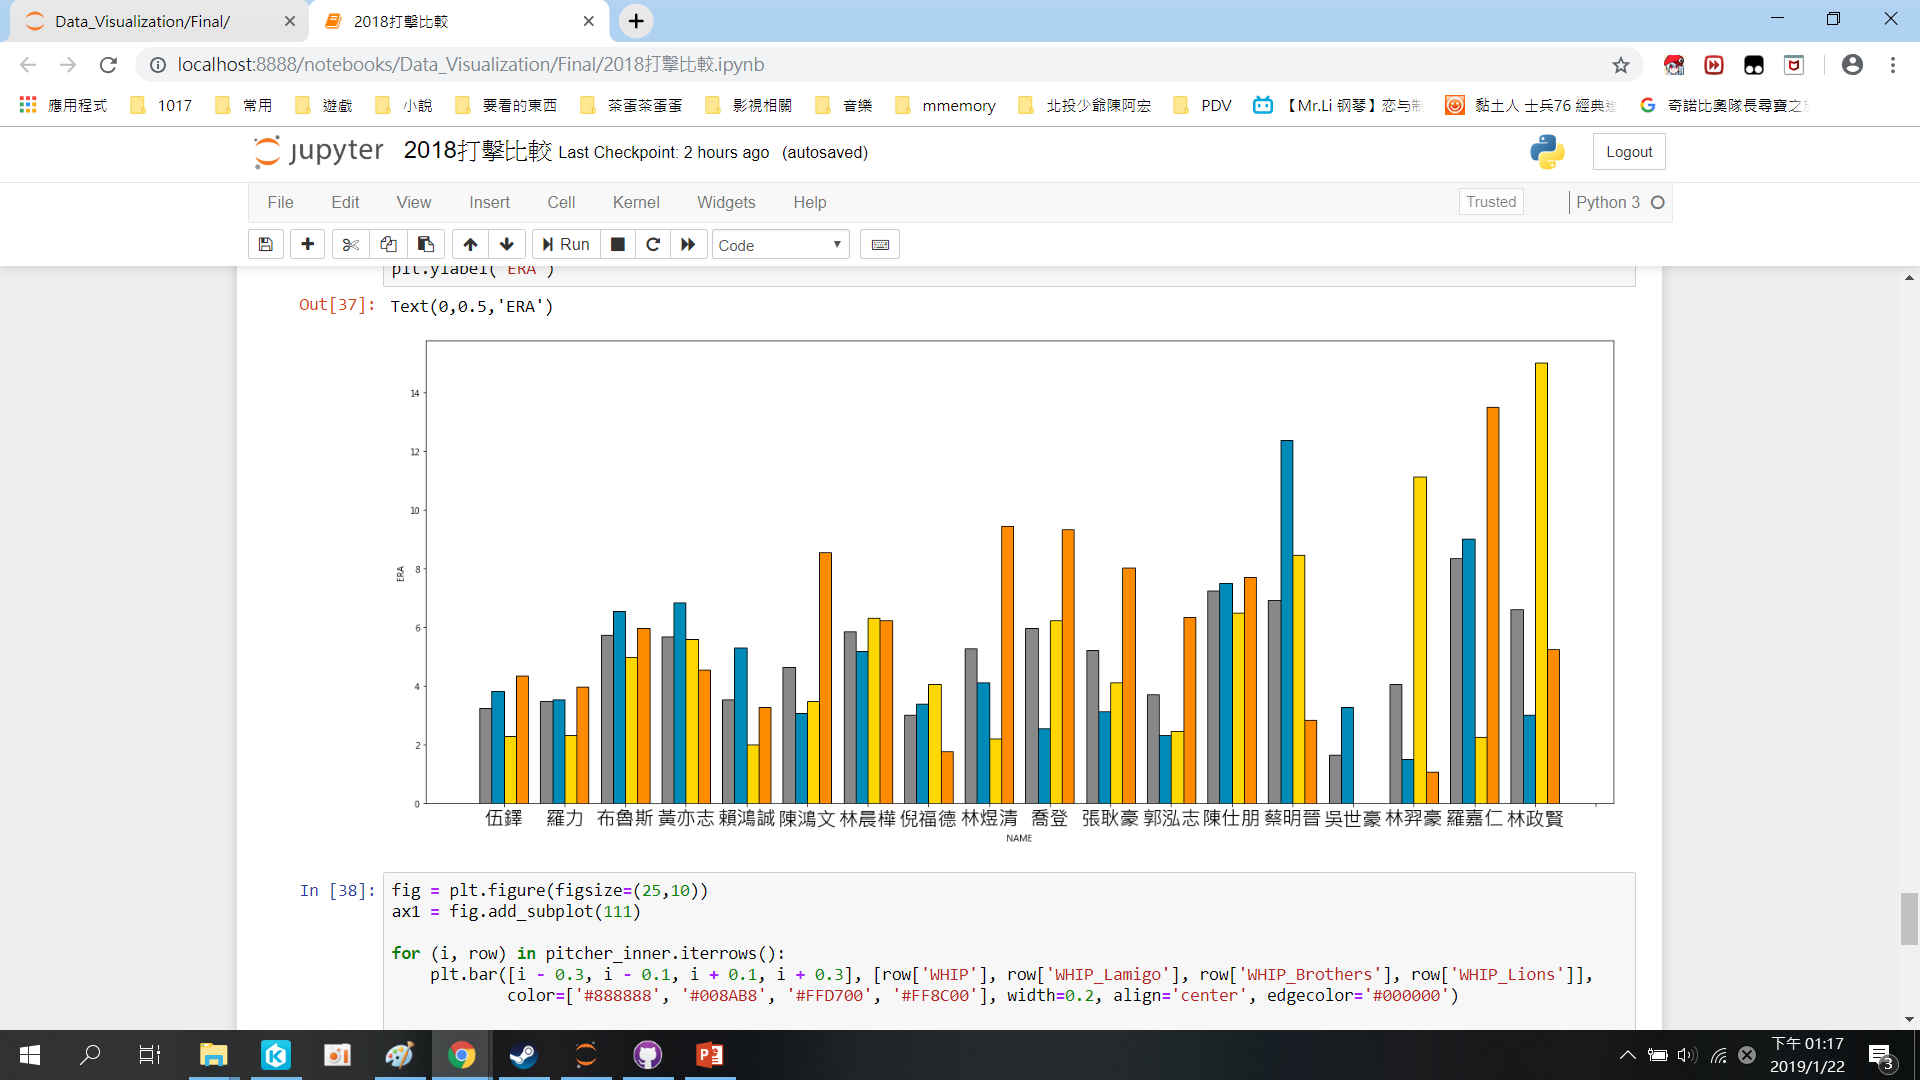 Data_Visualization/Final/
2018打擊比較
localhost:8888/notebooks/Data_Visualization/Final/2018打擊比較.ipynb
應用程式 1017 常用 遊戲 小說 要看的東西 茶蛋茶蛋蛋 影視相關 音樂 mmemory 北投少爺陳阿宏 PDV 【Mr.Li 钢琴】恋与制 黏土人 士兵76 經典造 奇諾比奧隊長尋寶之旅
jupyter 2018打擊比較 Last Checkpoint: 2 hours ago (autosaved) Logout
File Edit View Insert Cell Kernel Widgets Help Trusted Python 3
Run Code
plt.ylabel('ERA')
Out[37]: Text(0,0.5,'ERA')
14
12
10
8
6
4
2
0
ERA
伍鐸 羅力 布魯斯 黃亦志 賴鴻誠 陳鴻文 林晨樺 倪福德 林煜清 喬登 張耿豪 郭泓志 陳仕朋 蔡明晉 吳世豪 林羿豪 羅嘉仁 林政賢
NAME
In [38]: fig = plt.figure(figsize=(25,10))
ax1 = fig.add_subplot(111)
for (i, row) in pitcher_inner.iterrows():
plt.bar([i - 0.3, i - 0.1, i + 0.1, i + 0.3], [row['WHIP'], row['WHIP_Lamigo'], row['WHIP_Brothers'], row['WHIP_Lions']],
color=['#888888', '#008AB8', '#FFD700', '#FF8C00'], width=0.2, align='center', edgecolor='#000000')
下午 01:17
2019/1/22
3